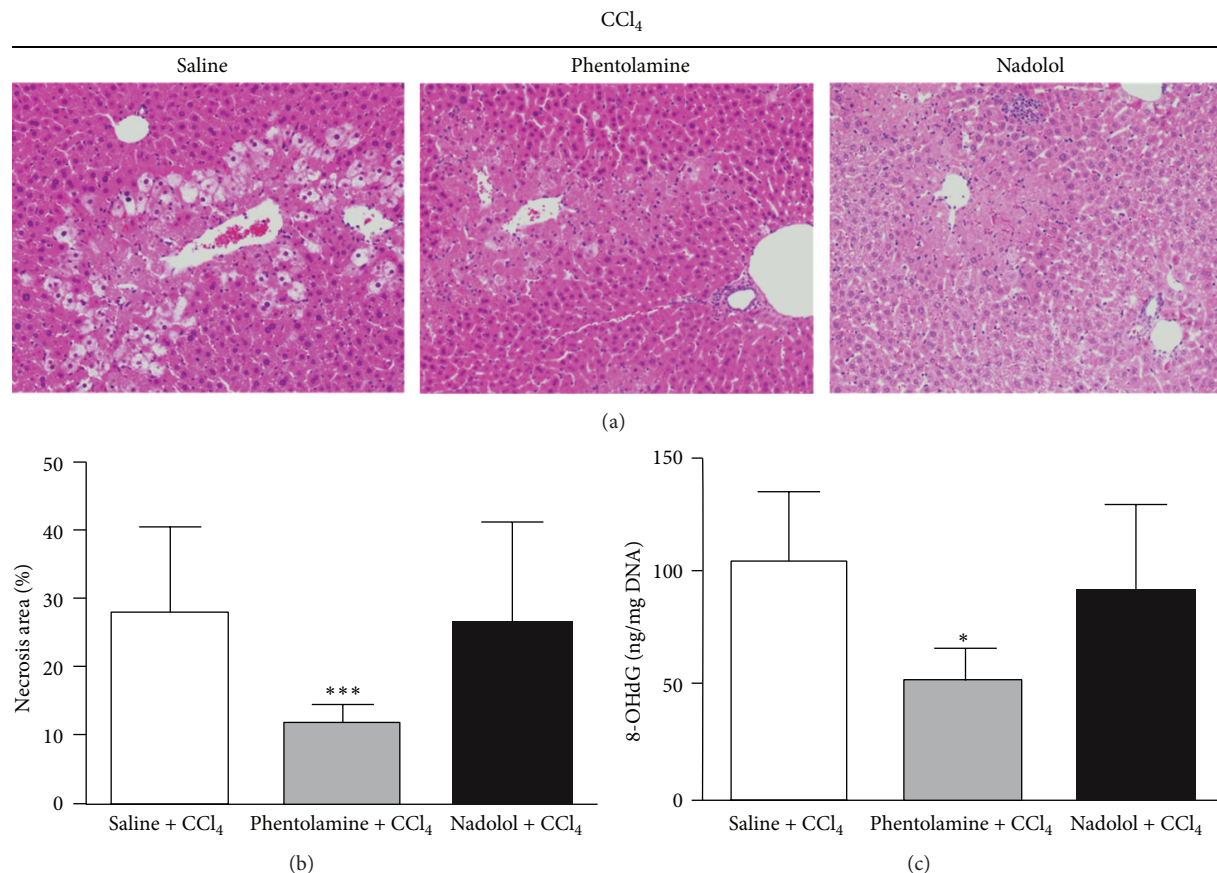 CCl₄
Saline Phentolamine Nadolol
(a)
Necrosis area (%)
50
40
30
20
10
0
***
Saline + CCl₄ Phentolamine + CCl₄ Nadolol + CCl₄
(b)
8-OHdG (ng/mg DNA)
150
100
50
0
*
Saline + CCl₄ Phentolamine + CCl₄ Nadolol + CCl₄
(c)